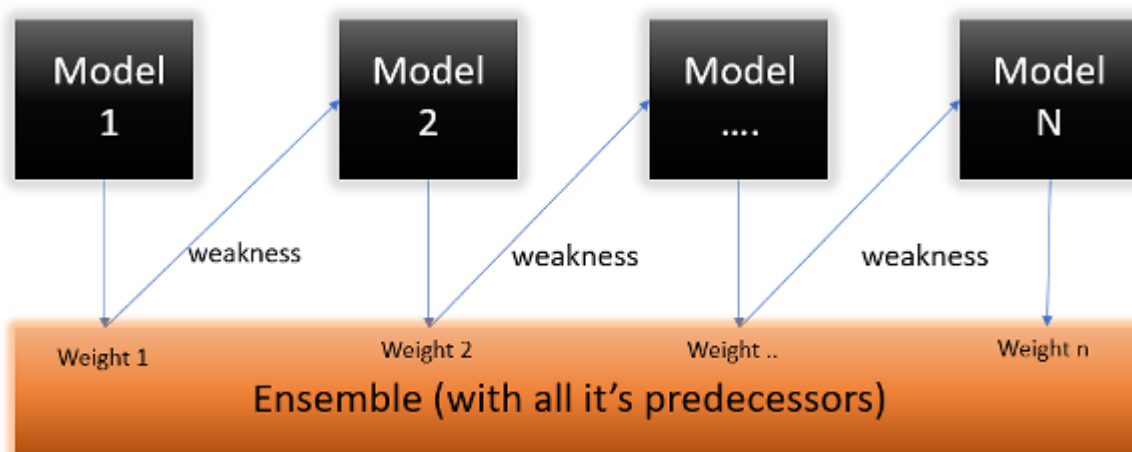 Model
1
Model
2
Model
….
Model
N
weakness
weakness
weakness
Weight 1
Weight 2
Weight ..
Weight n
Ensemble (with all it’s predecessors)